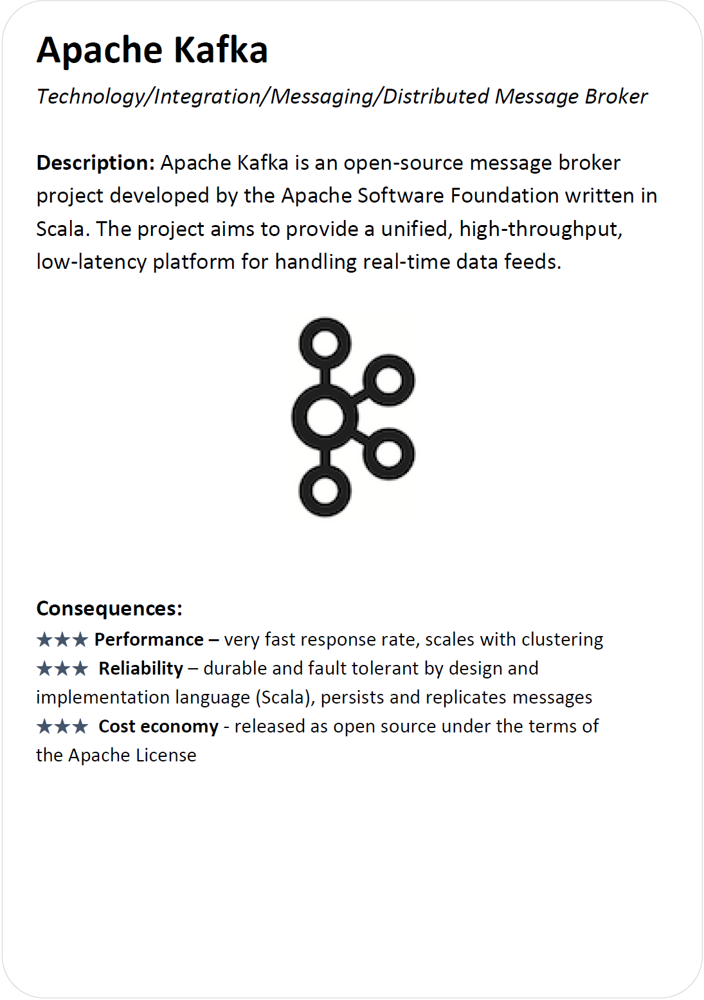 Apache Kafka
Technology/Integration/Messaging/Distributed Message Broker
Description: Apache Kafka is an open-source message broker
project developed by the Apache Software Foundation written in
Scala. The project aims to provide a unified, high-throughput,
low-latency platform for handling real-time data feeds.
Consequences:
★★★ Performance – very fast response rate, scales with clustering
★★★ Reliability – durable and fault tolerant by design and
implementation language (Scala), persists and replicates messages
★★★ Cost economy - released as open source under the terms of
the Apache License